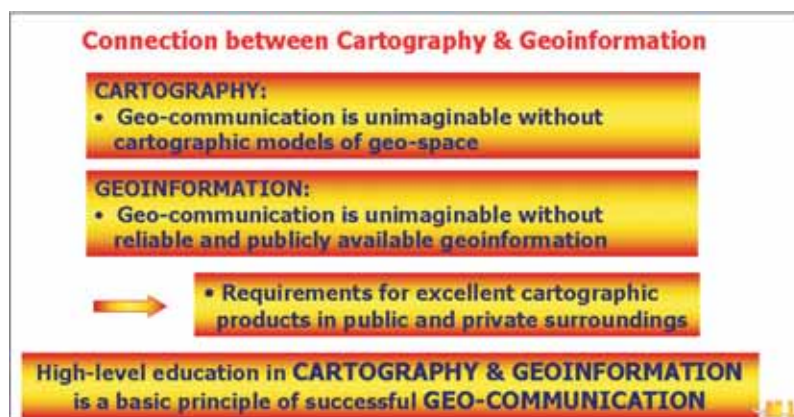 Connection between Cartography & Geoinformation
CARTOGRAPHY:
• Geo-communication is unimaginable without
cartographic models of geo-space
GEOINFORMATION:
• Geo-communication is unimaginable without
reliable and publicly available geoinformation
• Requirements for excellent cartographic
products in public and private surroundings
High-level education in CARTOGRAPHY & GEOINFORMATION
is a basic principle of successful GEO-COMMUNICATION